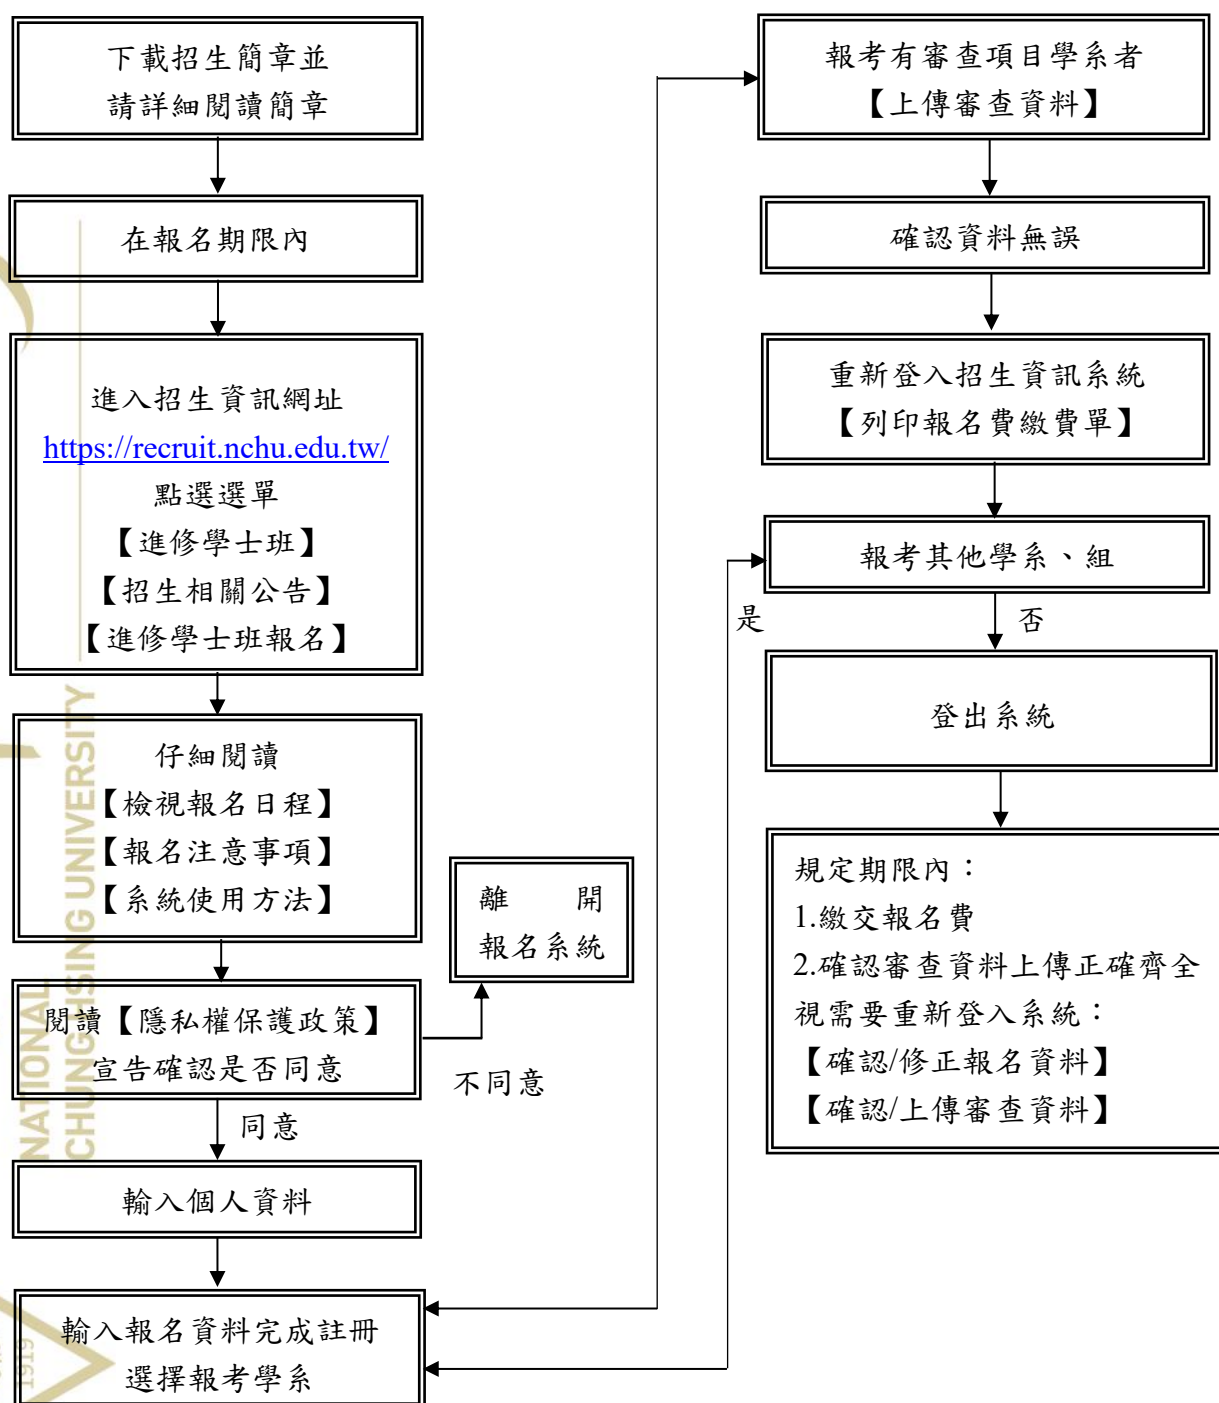 下載招生簡章並
請詳細閱讀簡章
在報名期限內
進入招生資訊網址
https://recruit.nchu.edu.tw/
點選選單
【進修學士班】
【招生相關公告】
【進修學士班報名】
仔細閱讀
【檢視報名日程】
【報名注意事項】
【系統使用方法】
離 開
報名系統
閱讀【隱私權保護政策】
宣告確認是否同意
不同意
同意
輸入個人資料
輸入報名資料完成註冊
選擇報考學系
報考有審查項目學系者
【上傳審查資料】
確認資料無誤
重新登入招生資訊系統
【列印報名費繳費單】
報考其他學系、組
是
否
登出系統
規定期限內：
1.繳交報名費
2.確認審查資料上傳正確齊全
視需要重新登入系統：
【確認/修正報名資料】
【確認/上傳審查資料】
NATIONAL
CHUNG HSING UNIVERSITY
1919